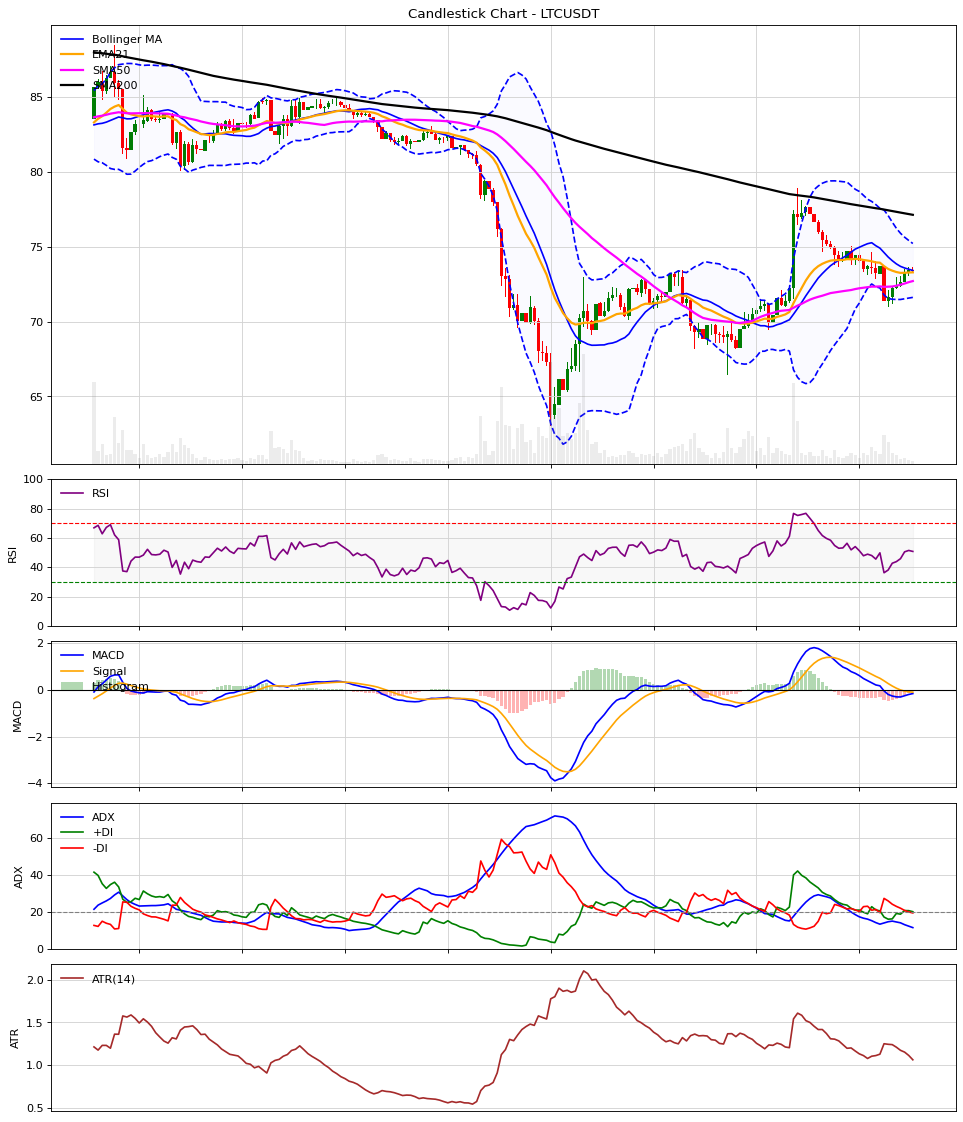 Candlestick Chart - LTCUSDT
Bollinger MA
EMA21
SMA50
SMA200
85
80
75
70
65
100
80
60
40
20
0
RSI
RSI
2
0
−2
−4
MACD
MACD
Signal
Histogram
60
40
20
0
ADX
ADX
+DI
-DI
2.0
1.5
1.0
0.5
ATR
ATR(14)